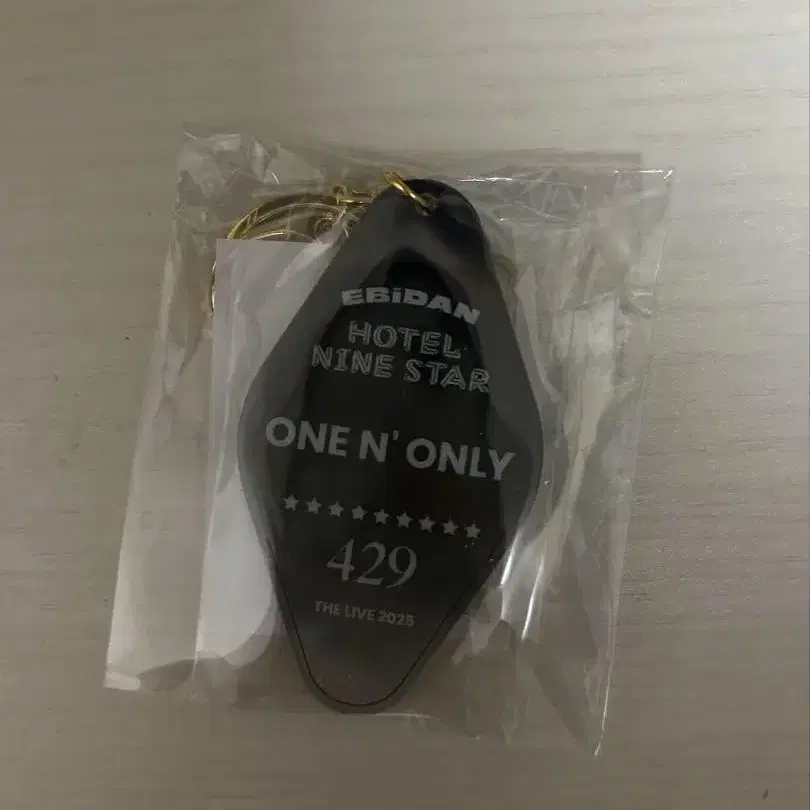 EBiDAN
HOTEL
NINE STAR
ONE N' ONLY
★★★★★★★★★
429
THE LIVE 2025